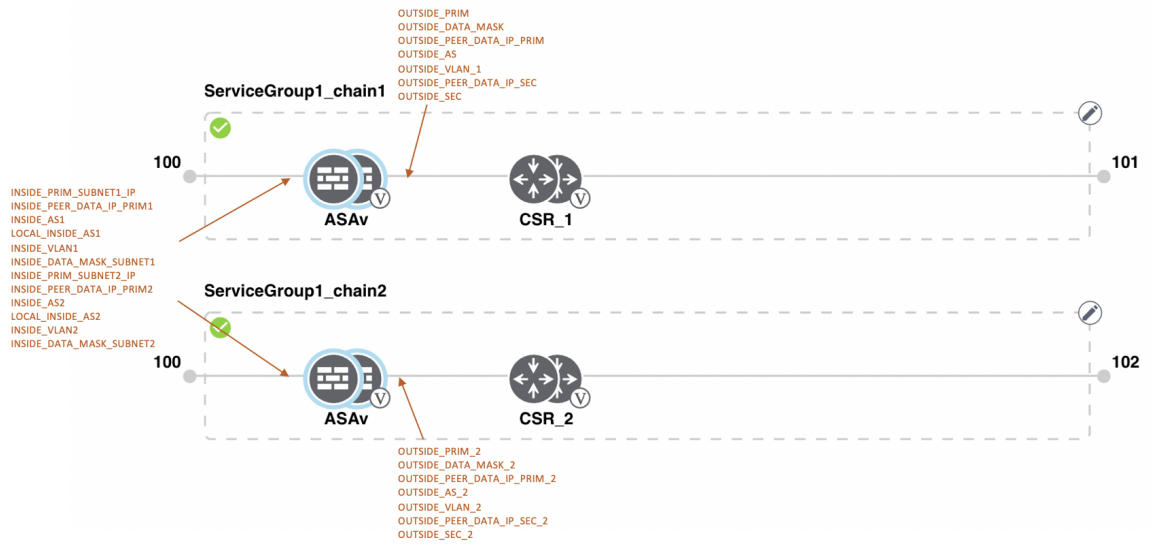 OUTSIDE_PRIM
OUTSIDE_DATA_MASK
OUTSIDE_PEER_DATA_IP_PRIM
OUTSIDE_AS
OUTSIDE_VLAN_1
OUTSIDE_PEER_DATA_IP_SEC
OUTSIDE_SEC
ServiceGroup1_chain1
100
101
V
V
ASAv
CSR_1
INSIDE_PRIM_SUBNET1_IP
INSIDE_PEER_DATA_IP_PRIM1
INSIDE_AS1
LOCAL_INSIDE_AS1
INSIDE_VLAN1
INSIDE_DATA_MASK_SUBNET1
INSIDE_PRIM_SUBNET2_IP
INSIDE_PEER_DATA_IP_PRIM2
INSIDE_AS2
LOCAL_INSIDE_AS2
INSIDE_VLAN2
INSIDE_DATA_MASK_SUBNET2
ServiceGroup1_chain2
100
102
V
V
ASAv
CSR_2
OUTSIDE_PRIM_2
OUTSIDE_DATA_MASK_2
OUTSIDE_PEER_DATA_IP_PRIM_2
OUTSIDE_AS_2
OUTSIDE_VLAN_2
OUTSIDE_PEER_DATA_IP_SEC_2
OUTSIDE_SEC_2